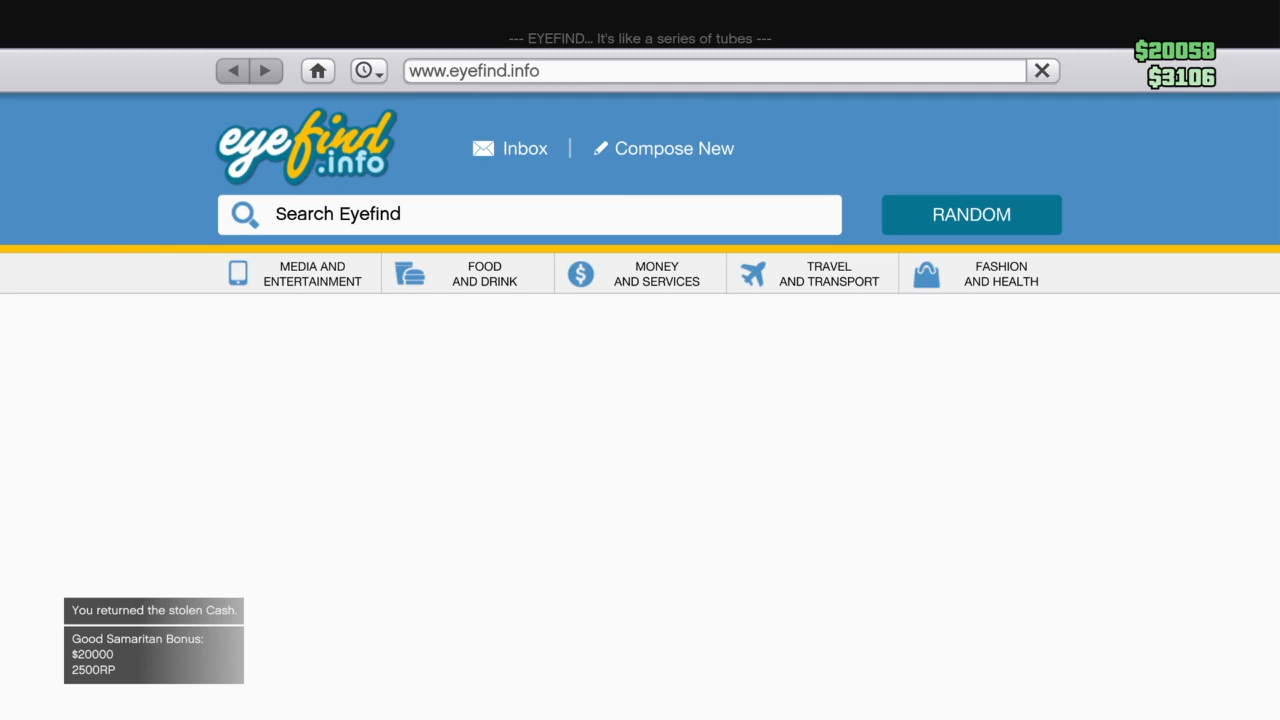 --- EYEFIND... It's like a series of tubes ---
www.eyefind.info
$20058
$3106
eyefind
.info
Inbox
Compose New
Search Eyefind
RANDOM
MEDIA AND
ENTERTAINMENT
FOOD
AND DRINK
MONEY
AND SERVICES
TRAVEL
AND TRANSPORT
FASHION
AND HEALTH
You returned the stolen Cash.
Good Samaritan Bonus:
$20000
2500RP